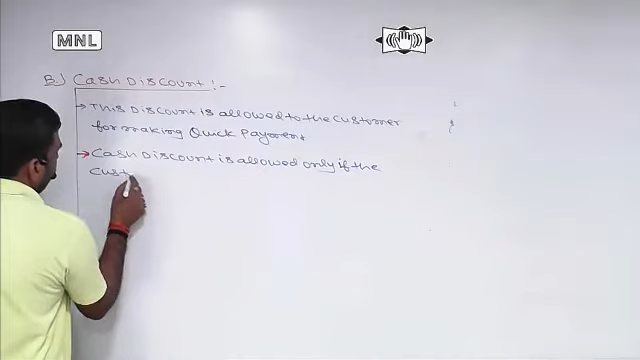 MNL
B.) Cash Discount :-
→ This Discount is allowed to the Customer
for making Quick Payment
→ Cash Discount is allowed only if the
Cust